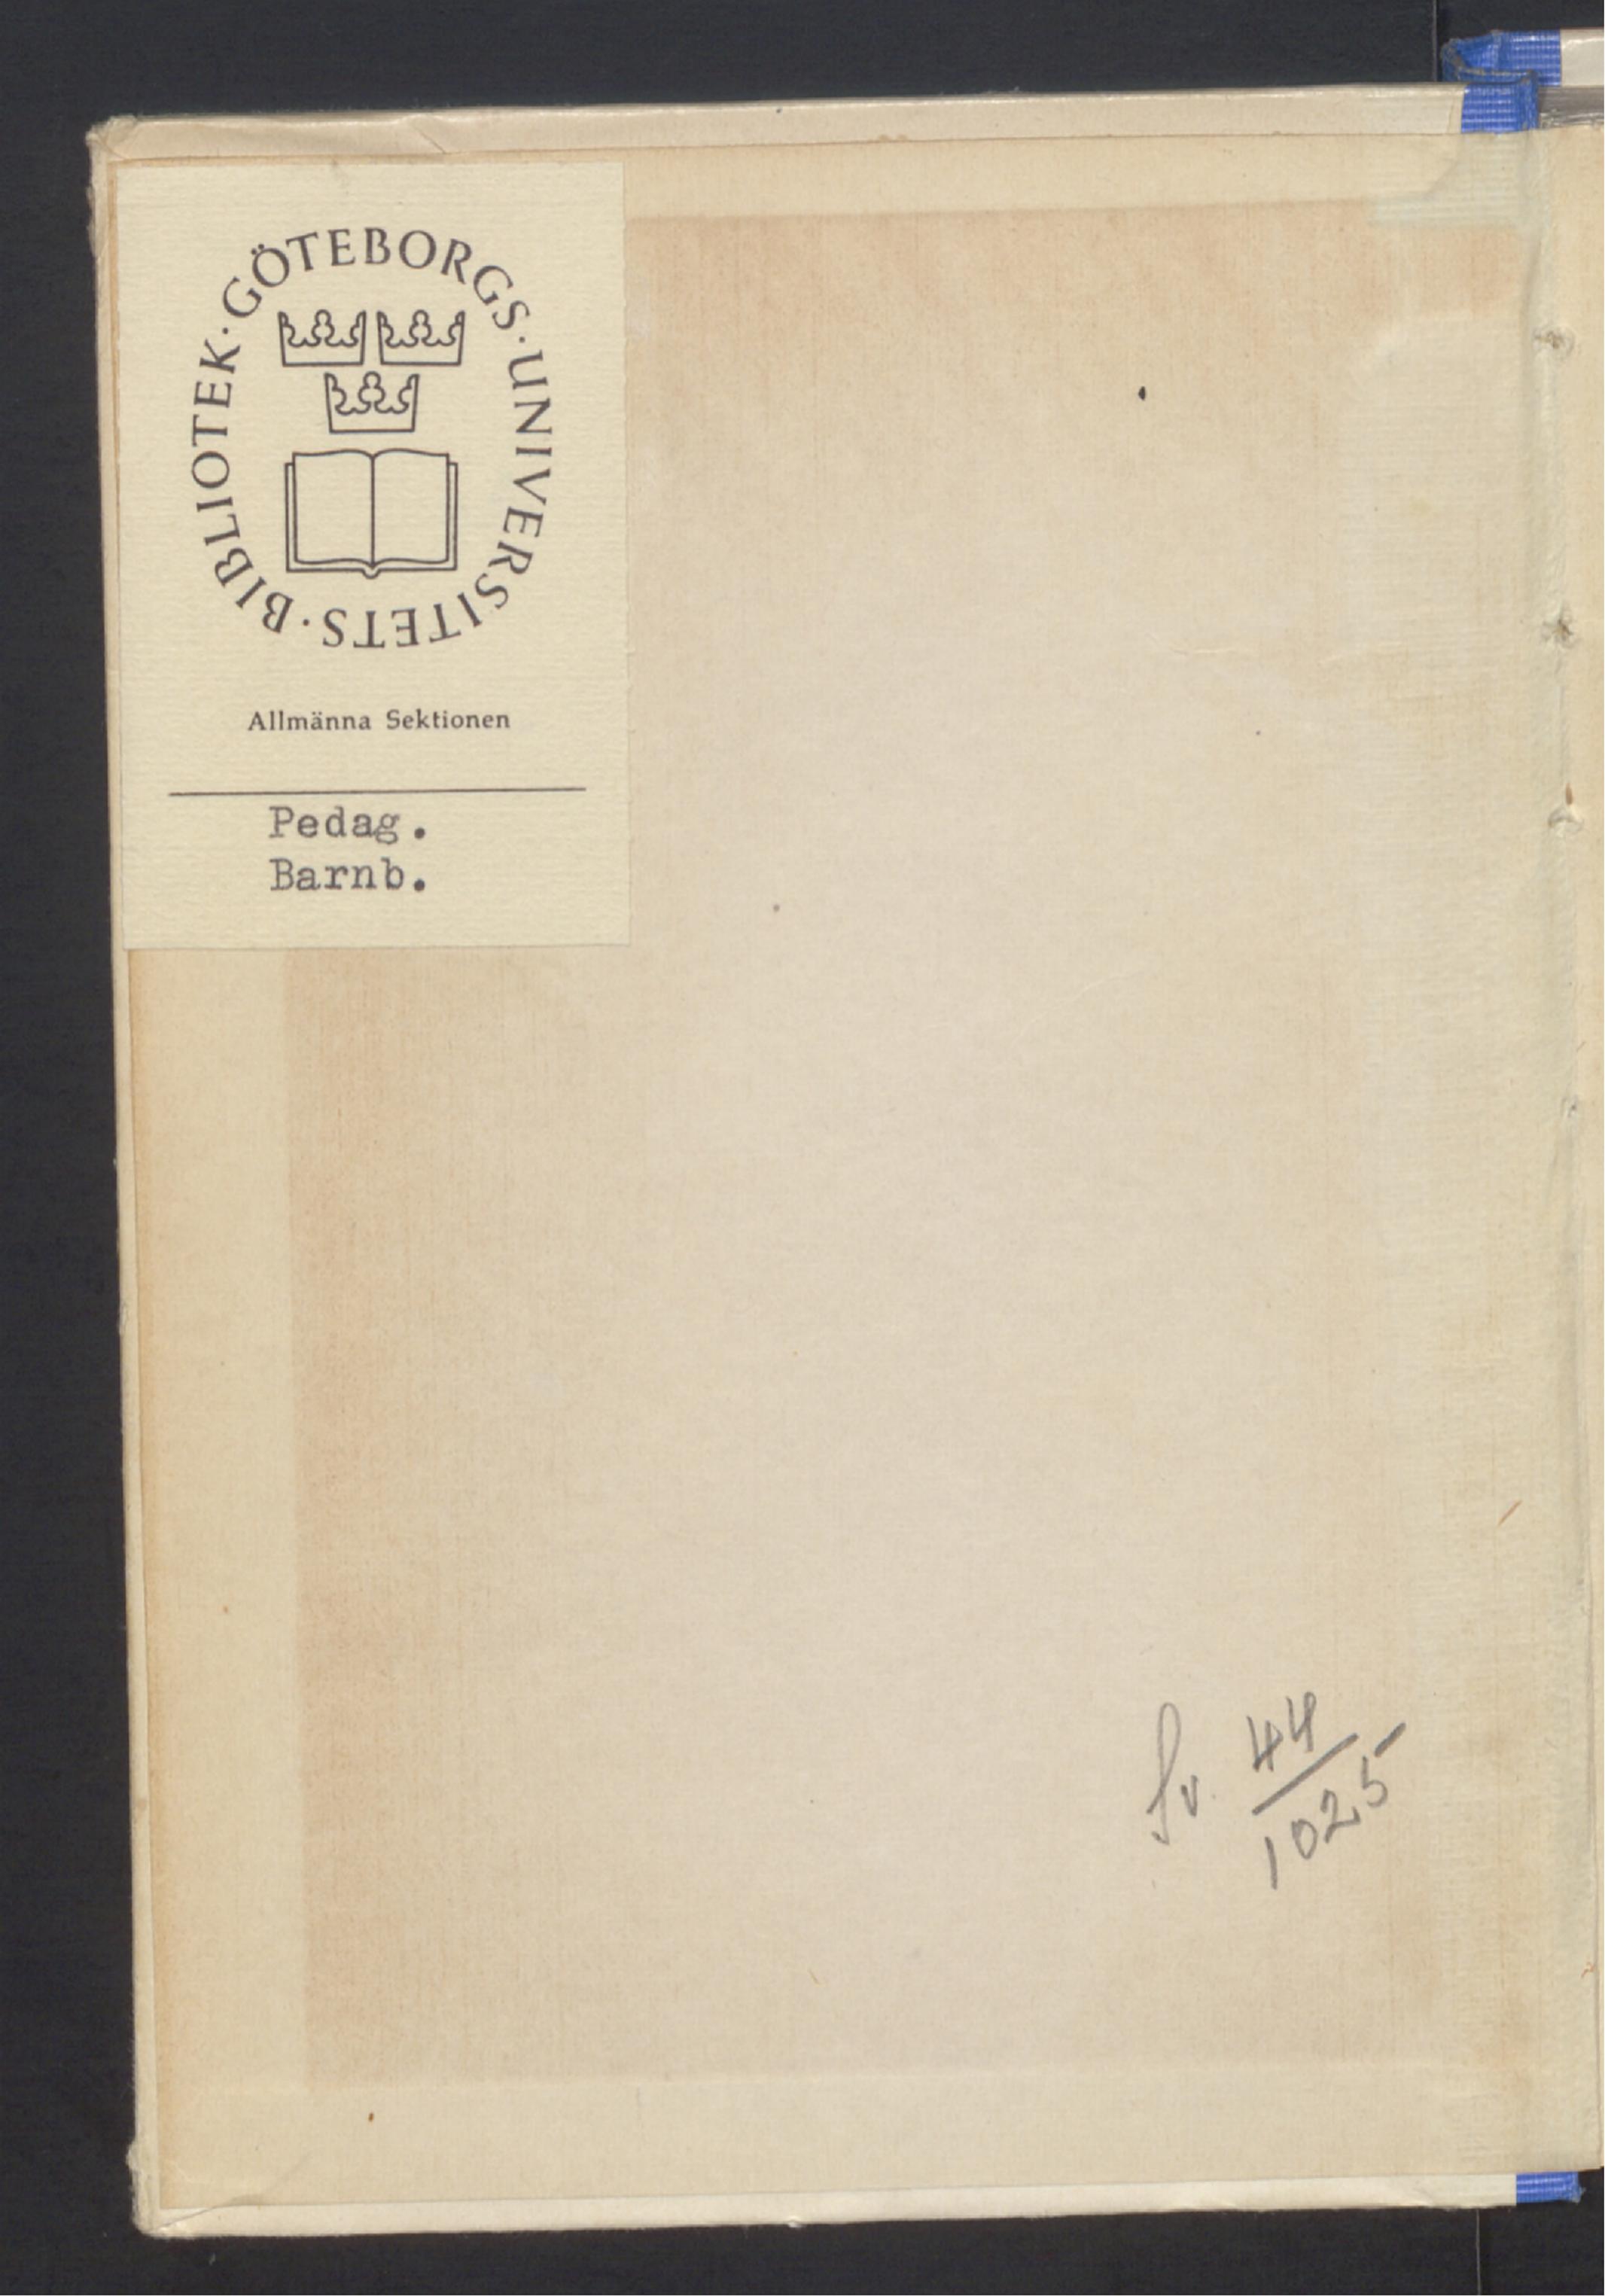 GÖTEBORGS·UNIVERSITETS·BIBLIOTEK·
Allmänna Sektionen
Pedag.
Barnb.
Sv. 44
1025